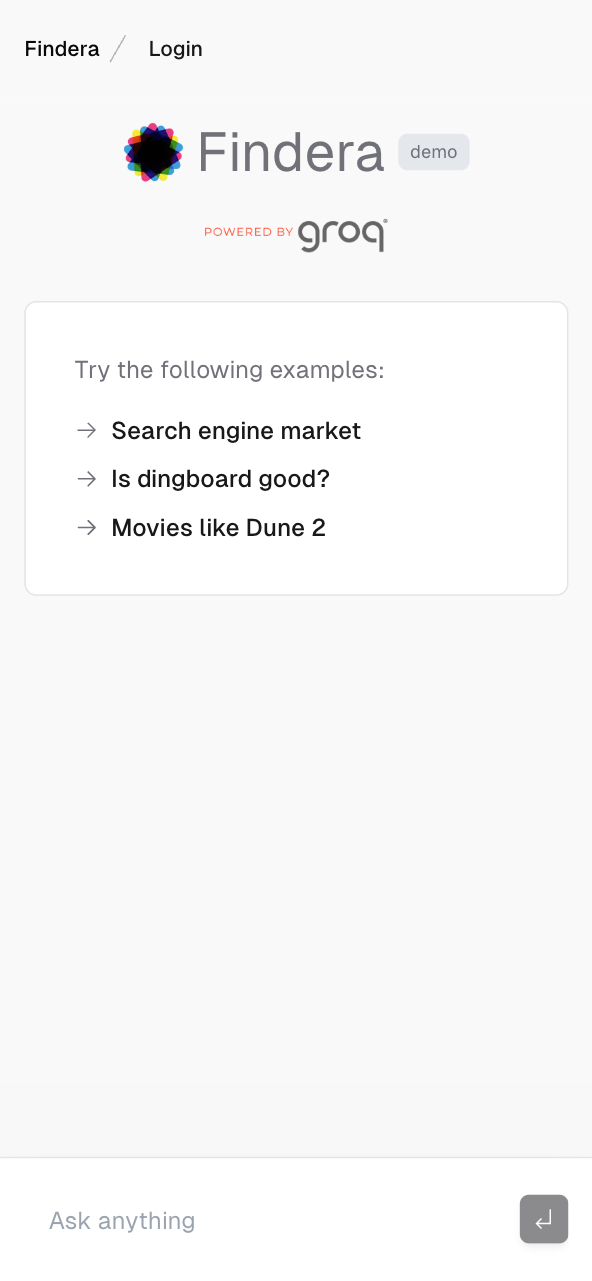 Findera / Login
Findera demo
POWERED BY groq®
Try the following examples:
→ Search engine market
→ Is dingboard good?
→ Movies like Dune 2
Ask anything